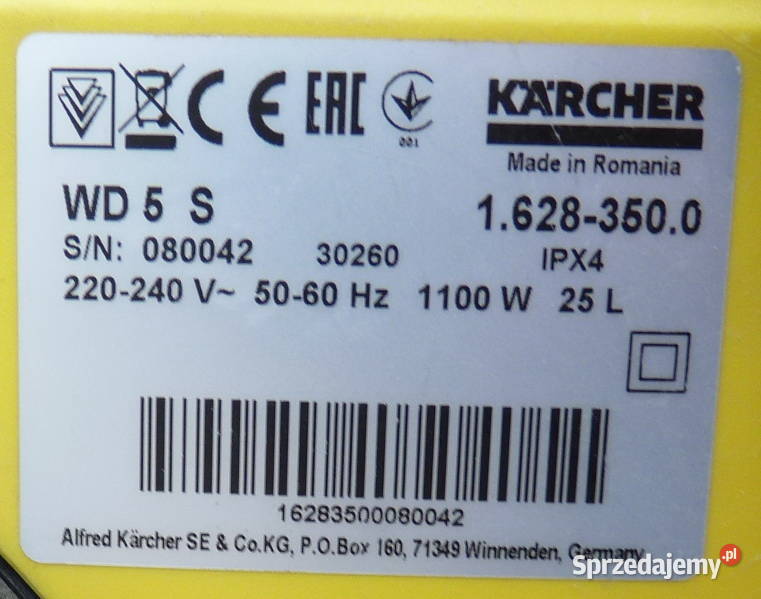 CE EAC
001
KÄRCHER
Made in Romania
WD 5 S 1.628-350.0
S/N: 080042 30260 IPX4
220-240 V~ 50-60 Hz 1100 W 25 L
16283500080042
Alfred Kärcher SE & Co.KG, P.O.Box 160, 71349 Winnenden, Germany
Sprzedajemy.pl